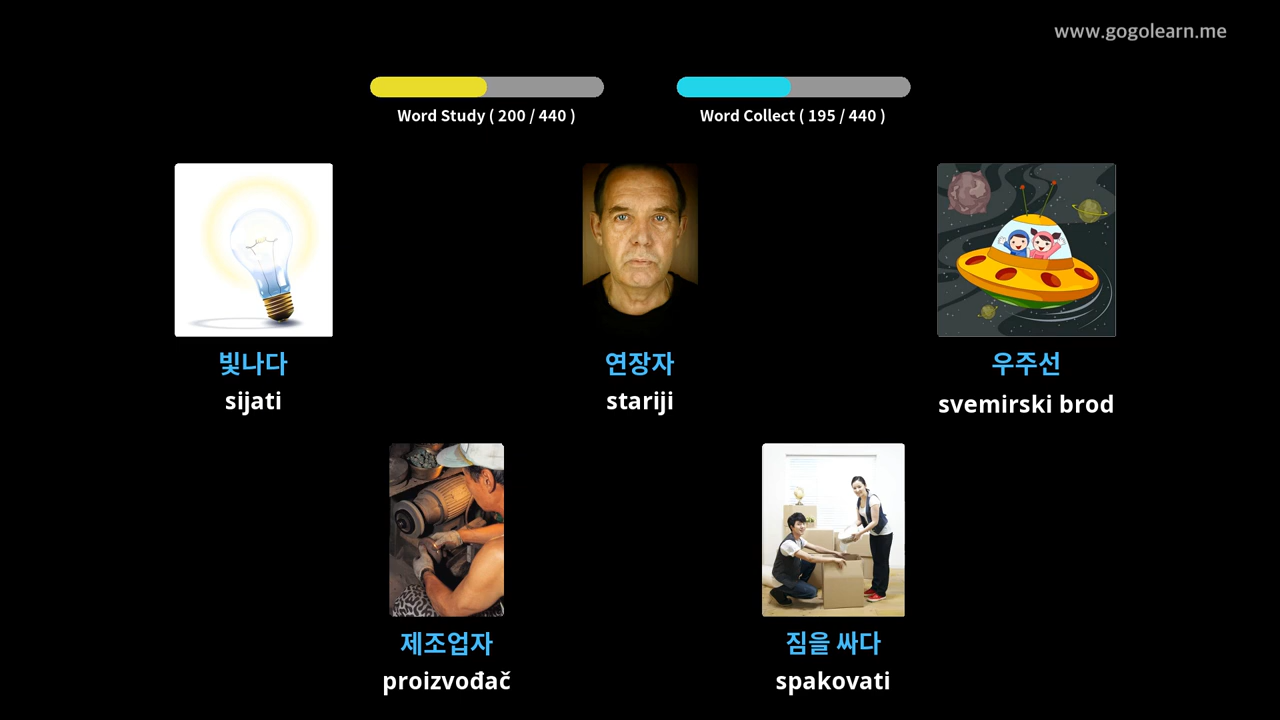 www.gogolearn.me
Word Study ( 200 / 440 )
Word Collect ( 195 / 440 )
빛나다
sijati
연장자
stariji
우주선
svemirski brod
제조업자
proizvođač
짐을 싸다
spakovati